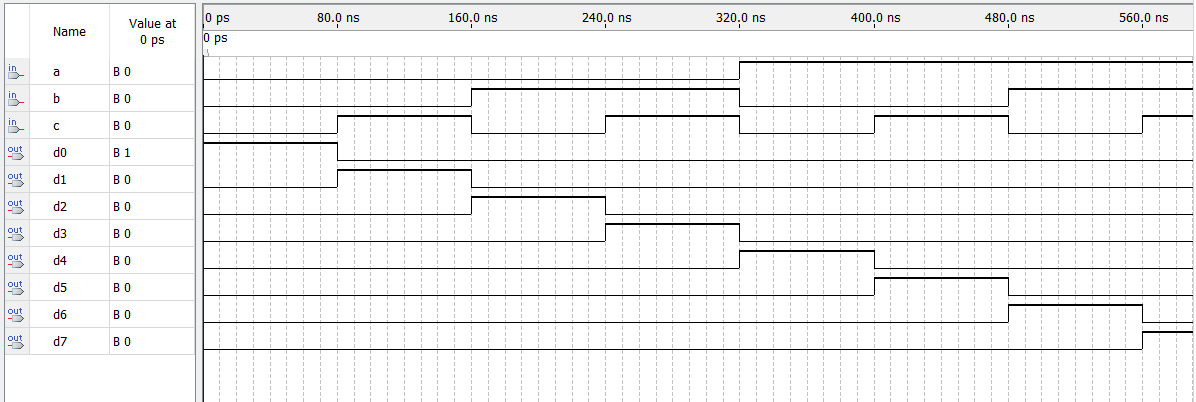 Name Value at 0 ps
0 ps 80.0 ns 160.0 ns 240.0 ns 320.0 ns 400.0 ns 480.0 ns 560.0 ns
0 ps
in a B 0
in b B 0
in c B 0
out d0 B 1
out d1 B 0
out d2 B 0
out d3 B 0
out d4 B 0
out d5 B 0
out d6 B 0
out d7 B 0